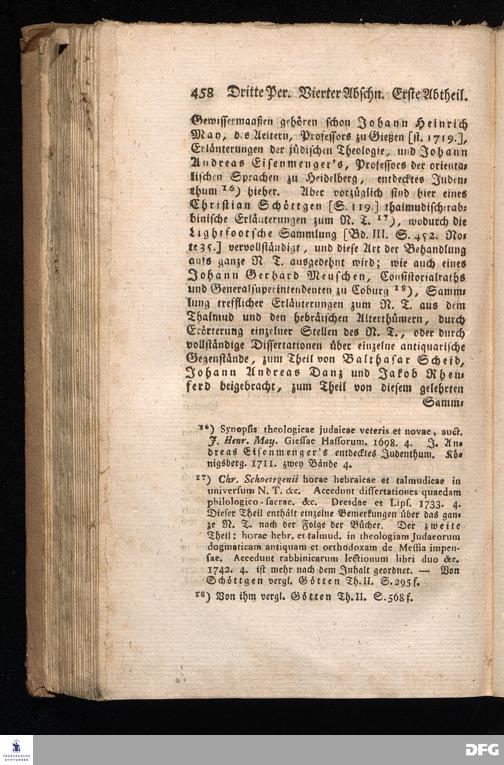 458 Dritte Per. Vierter Abschn. Erste Abtheil.
Gewissermaaßen gehören schon Johann Heinrich
May, des Aeltern, Professors zu Gießen [st. 1719.],
Erläuterungen der jüdischen Theologie, und Johann
Andreas Eisenmenger's, Professors der orienta-
lischen Sprachen zu Heidelberg, entdecktes Juden-
thum 16) hieher. Aber vorzüglich sind hier eines
Christian Schöttgen [S. 119.] thalmudisch-rab-
binische Erläuterungen zum N. T. 17), wodurch die
Lightfootsche Sammlung [Bd. III. S. 452. No-
te 35.] vervollständigt, und diese Art der Behandlung
aufs ganze N. T. ausgedehnt wird; wie auch eines
Johann Gerhard Meuschen, Consistorialraths
und Generalsuperintendenten zu Coburg 18), Samm-
lung trefflicher Erläuterungen zum N. T. aus dem
Thalmud und den hebräischen Alterthümern, durch
Erörterung einzelner Stellen des N. T., oder durch
vollständige Dissertationen über einzelne antiquarische
Gegenstände, zum Theil von Balthasar Scheid,
Johann Andreas Danz und Jakob Rhen-
ferd beigebracht, zum Theil von diesem gelehrten
Samm-
16) Synopsis theologicae judaicae veteris et novae, auct.
J. Henr. May. Giessae Hassorum. 1698. 4. J. An-
dreas Eisenmenger's entdecktes Judenthum. Kö-
nigsberg. 1711. zwey Bände 4.
17) Chr. Schoetgenii horae hebraicae et talmudicae in
universum N. T. &c. Accedunt dissertationes quaedam
philologico-sacrae. &c. Dresdae et Lips. 1733. 4.
Dieser Theil enthält einzelne Bemerkungen über das gan-
ze N. T. nach der Folge der Bücher. Der zweite
Theil: horae hebr. et talmud. in theologiam Judaeorum
dogmaticam antiquam et orthodoxam de Messia impen-
sae. Accedunt rabbinicarum lectionum libri duo &c.
1742. 4. ist mehr nach dem Inhalt geordnet. — Von
Schöttgen vergl. Götten Th. II. S. 295 f.
18) Von ihm vergl. Götten Th. II. S. 568 f.
FRANCKESCHE
STIFTUNGEN
DFG